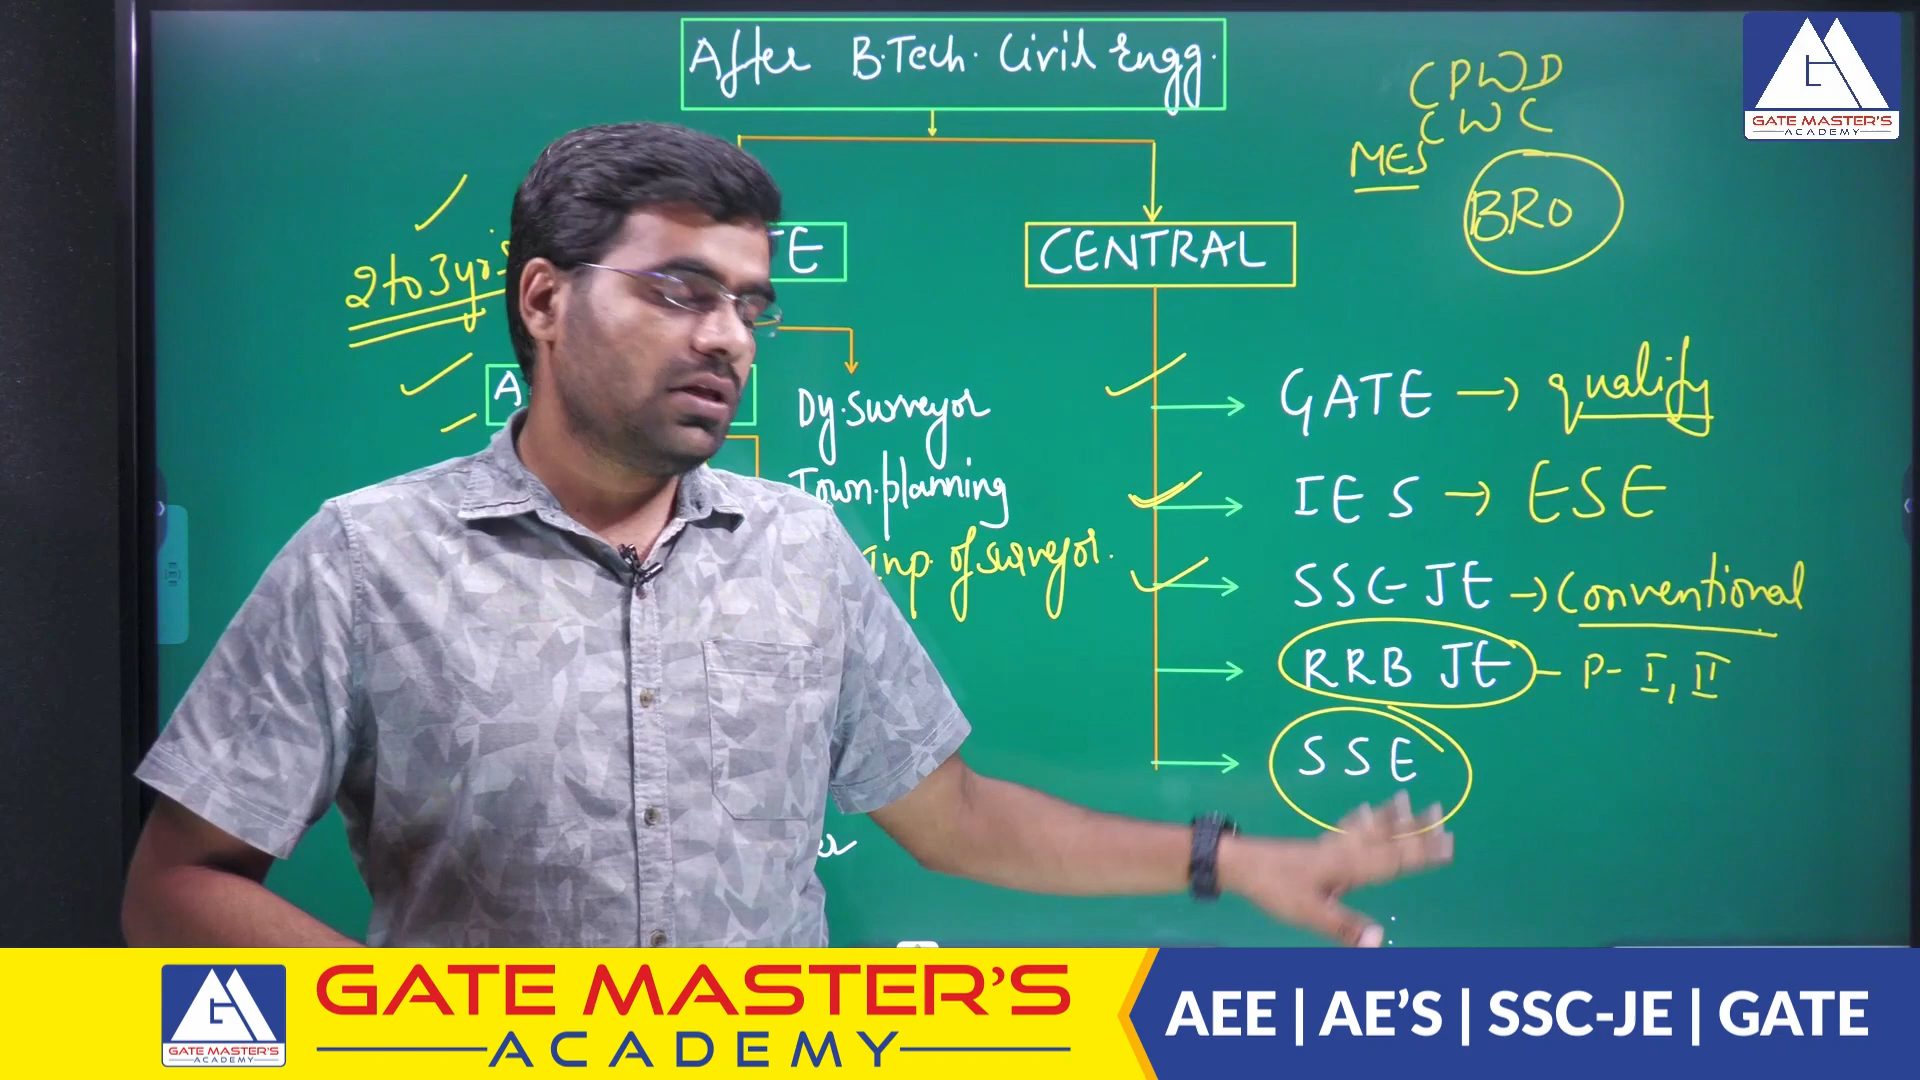 After B.Tech. Civil Engg.
CPWD
CWC
MES
BRO
GATE MASTER'S
ACADEMY
2 to 3 yrs
CENTRAL
Dy. Surveyor
Town planning
Inp. of surveyor.
GATE → qualify
IES → ESE
SSC-JE → Conventional
RRB JE - P- I, II
SSE
GATE MASTER'S
ACADEMY
GATE MASTER'S
ACADEMY
AEE | AE'S | SSC-JE | GATE